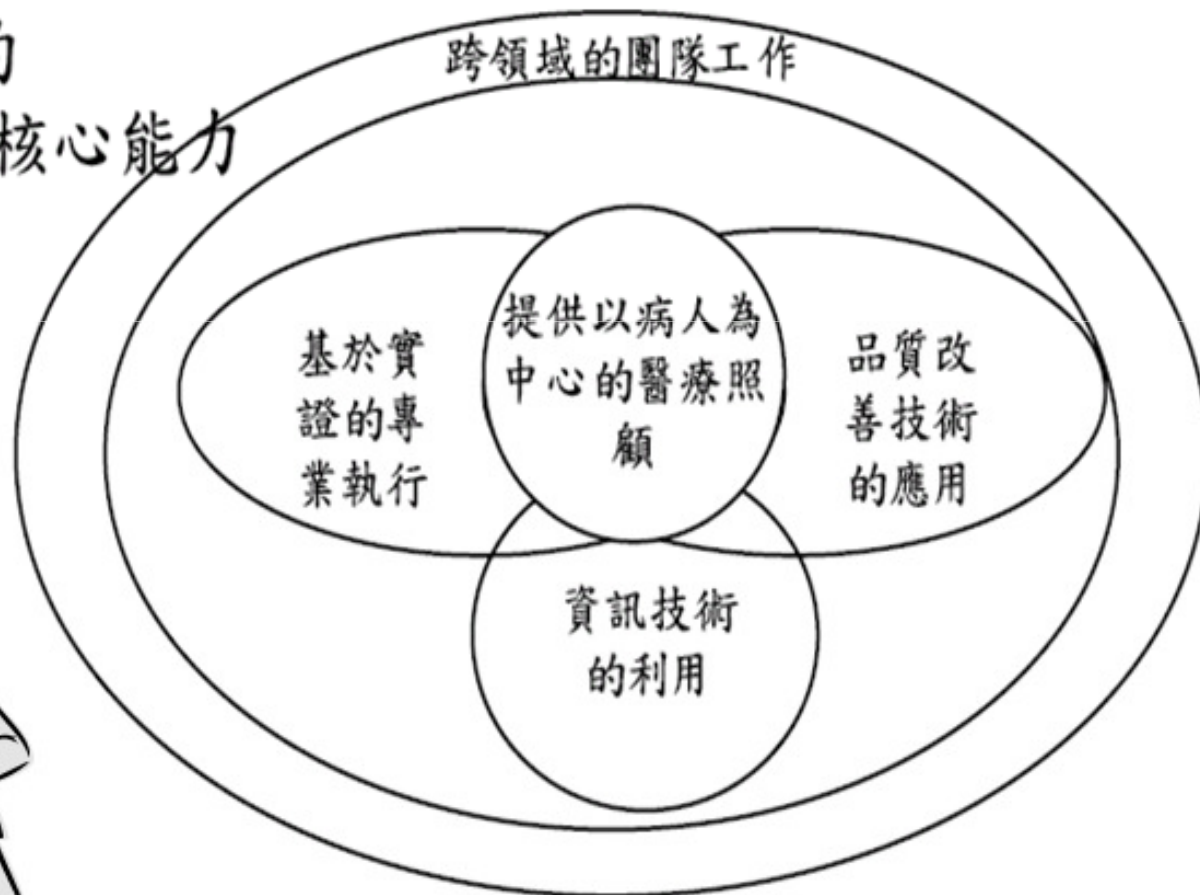 的
核心能力
跨領域的團隊工作
提供以病人為
中心的醫療照
顧
基於實
證的專
業執行
品質改
善技術
的應用
資訊技術
的利用